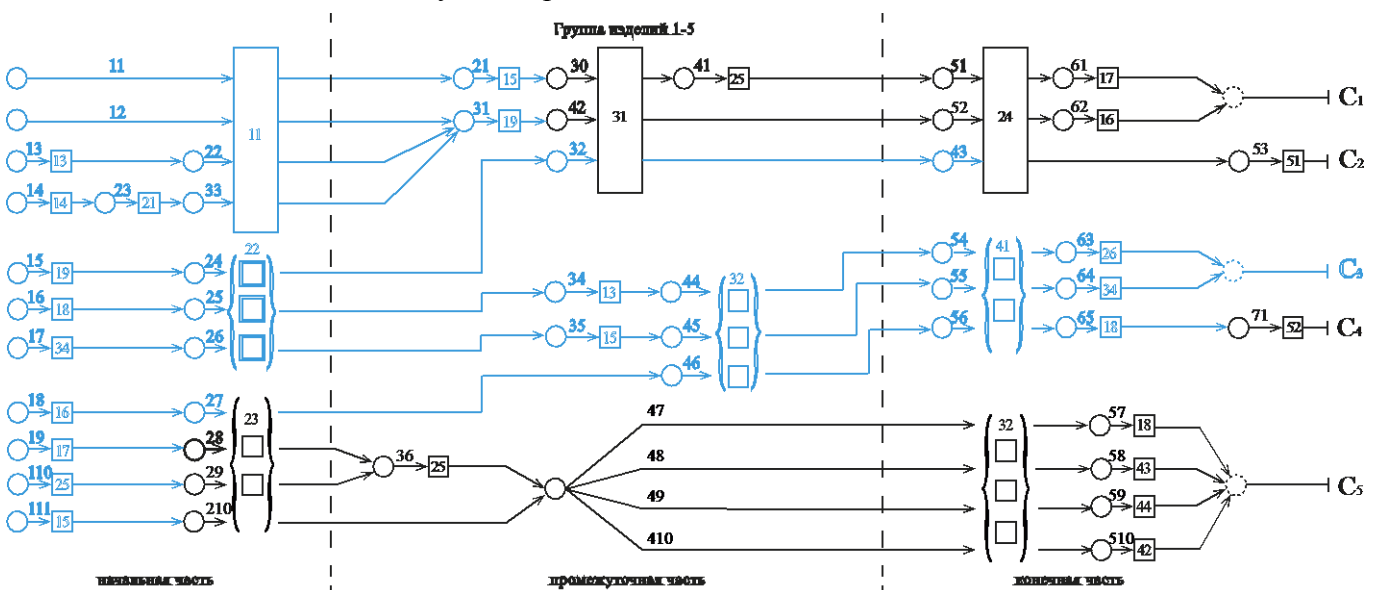 Группа изделий 1-5
11 21 15 30 41 25 51 61 17
C1
12 31 19 42 52 62 16
11 31 24
13 13 22 32 43 53 51 C2
14 14 23 21 33
22 41
15 19 24 54 63 26
C3
16 18 25 34 13 44 32 55 64 34
17 34 26 35 15 45 56 65 18 71 52 C4
46
18 16 27 47
23 32 57 18
19 17 28 36 25 48 58 43
110 25 29 49 59 44 C5
111 15 210 410 510 42
начальная часть промежуточная часть конечная часть